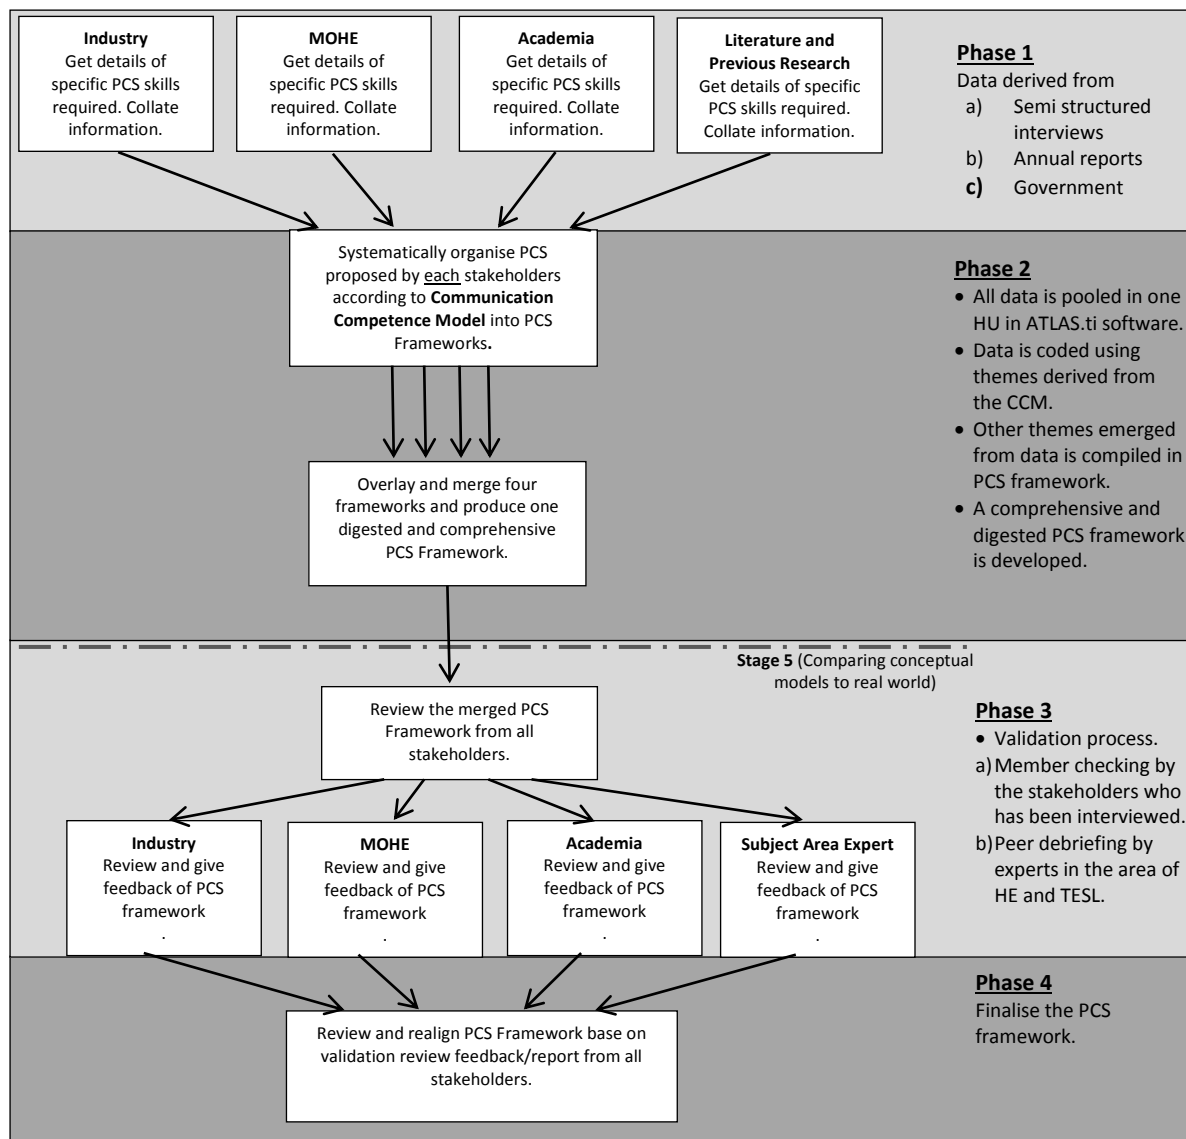 Industry
Get details of
specific PCS skills
required. Collate
information.
MOHE
Get details of
specific PCS skills
required. Collate
information.
Academia
Get details of
specific PCS skills
required. Collate
information.
Literature and
Previous Research
Get details of specific
PCS skills required.
Collate information.
Phase 1
Data derived from
a) Semi structured
interviews
b) Annual reports
c) Government
Systematically organise PCS
proposed by each stakeholders
according to Communication
Competence Model into PCS
Frameworks.
Overlay and merge four
frameworks and produce one
digested and comprehensive
PCS Framework.
Phase 2
• All data is pooled in one
HU in ATLAS.ti software.
• Data is coded using
themes derived from
the CCM.
• Other themes emerged
from data is compiled in
PCS framework.
• A comprehensive and
digested PCS framework
is developed.
Stage 5 (Comparing conceptual
models to real world)
Review the merged PCS
Framework from all
stakeholders.
Industry
Review and give
feedback of PCS
framework
.
MOHE
Review and give
feedback of PCS
framework
.
Academia
Review and give
feedback of PCS
framework
.
Subject Area Expert
Review and give
feedback of PCS
framework
.
Phase 3
• Validation process.
a) Member checking by
the stakeholders who
has been interviewed.
b) Peer debriefing by
experts in the area of
HE and TESL.
Review and realign PCS Framework base on
validation review feedback/report from all
stakeholders.
Phase 4
Finalise the PCS
framework.